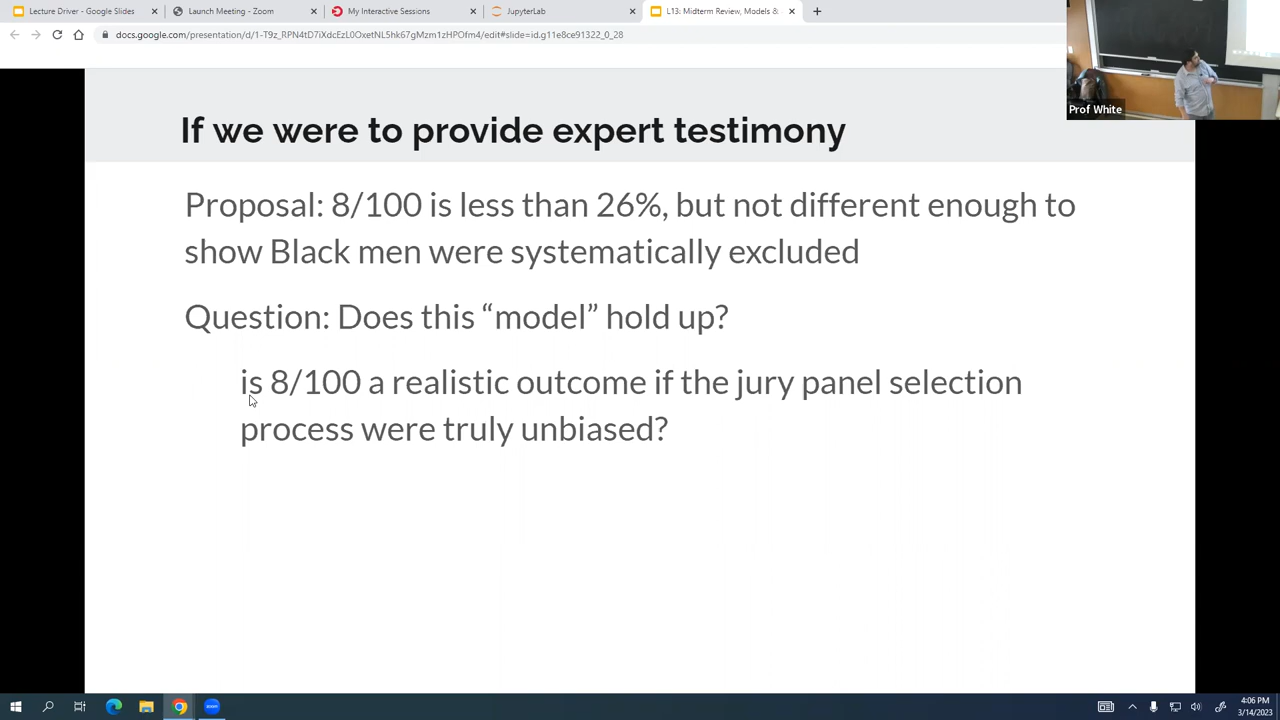 Lecture Driver - Google Slides
Launch Meeting - Zoom
My Interactive Sessions
JupyterLab
L13: Midterm Review, Models &
docs.google.com/presentation/d/1-T9z_RPN4tD7iXdcEzL0OxetNL5hk67gMzm1zHPOfm4/edit#slide=id.g11e8ce91322_0_28
Prof White
If we were to provide expert testimony
Proposal: 8/100 is less than 26%, but not different enough to
show Black men were systematically excluded
Question: Does this “model” hold up?
is 8/100 a realistic outcome if the jury panel selection
process were truly unbiased?
4:06 PM
3/14/2023